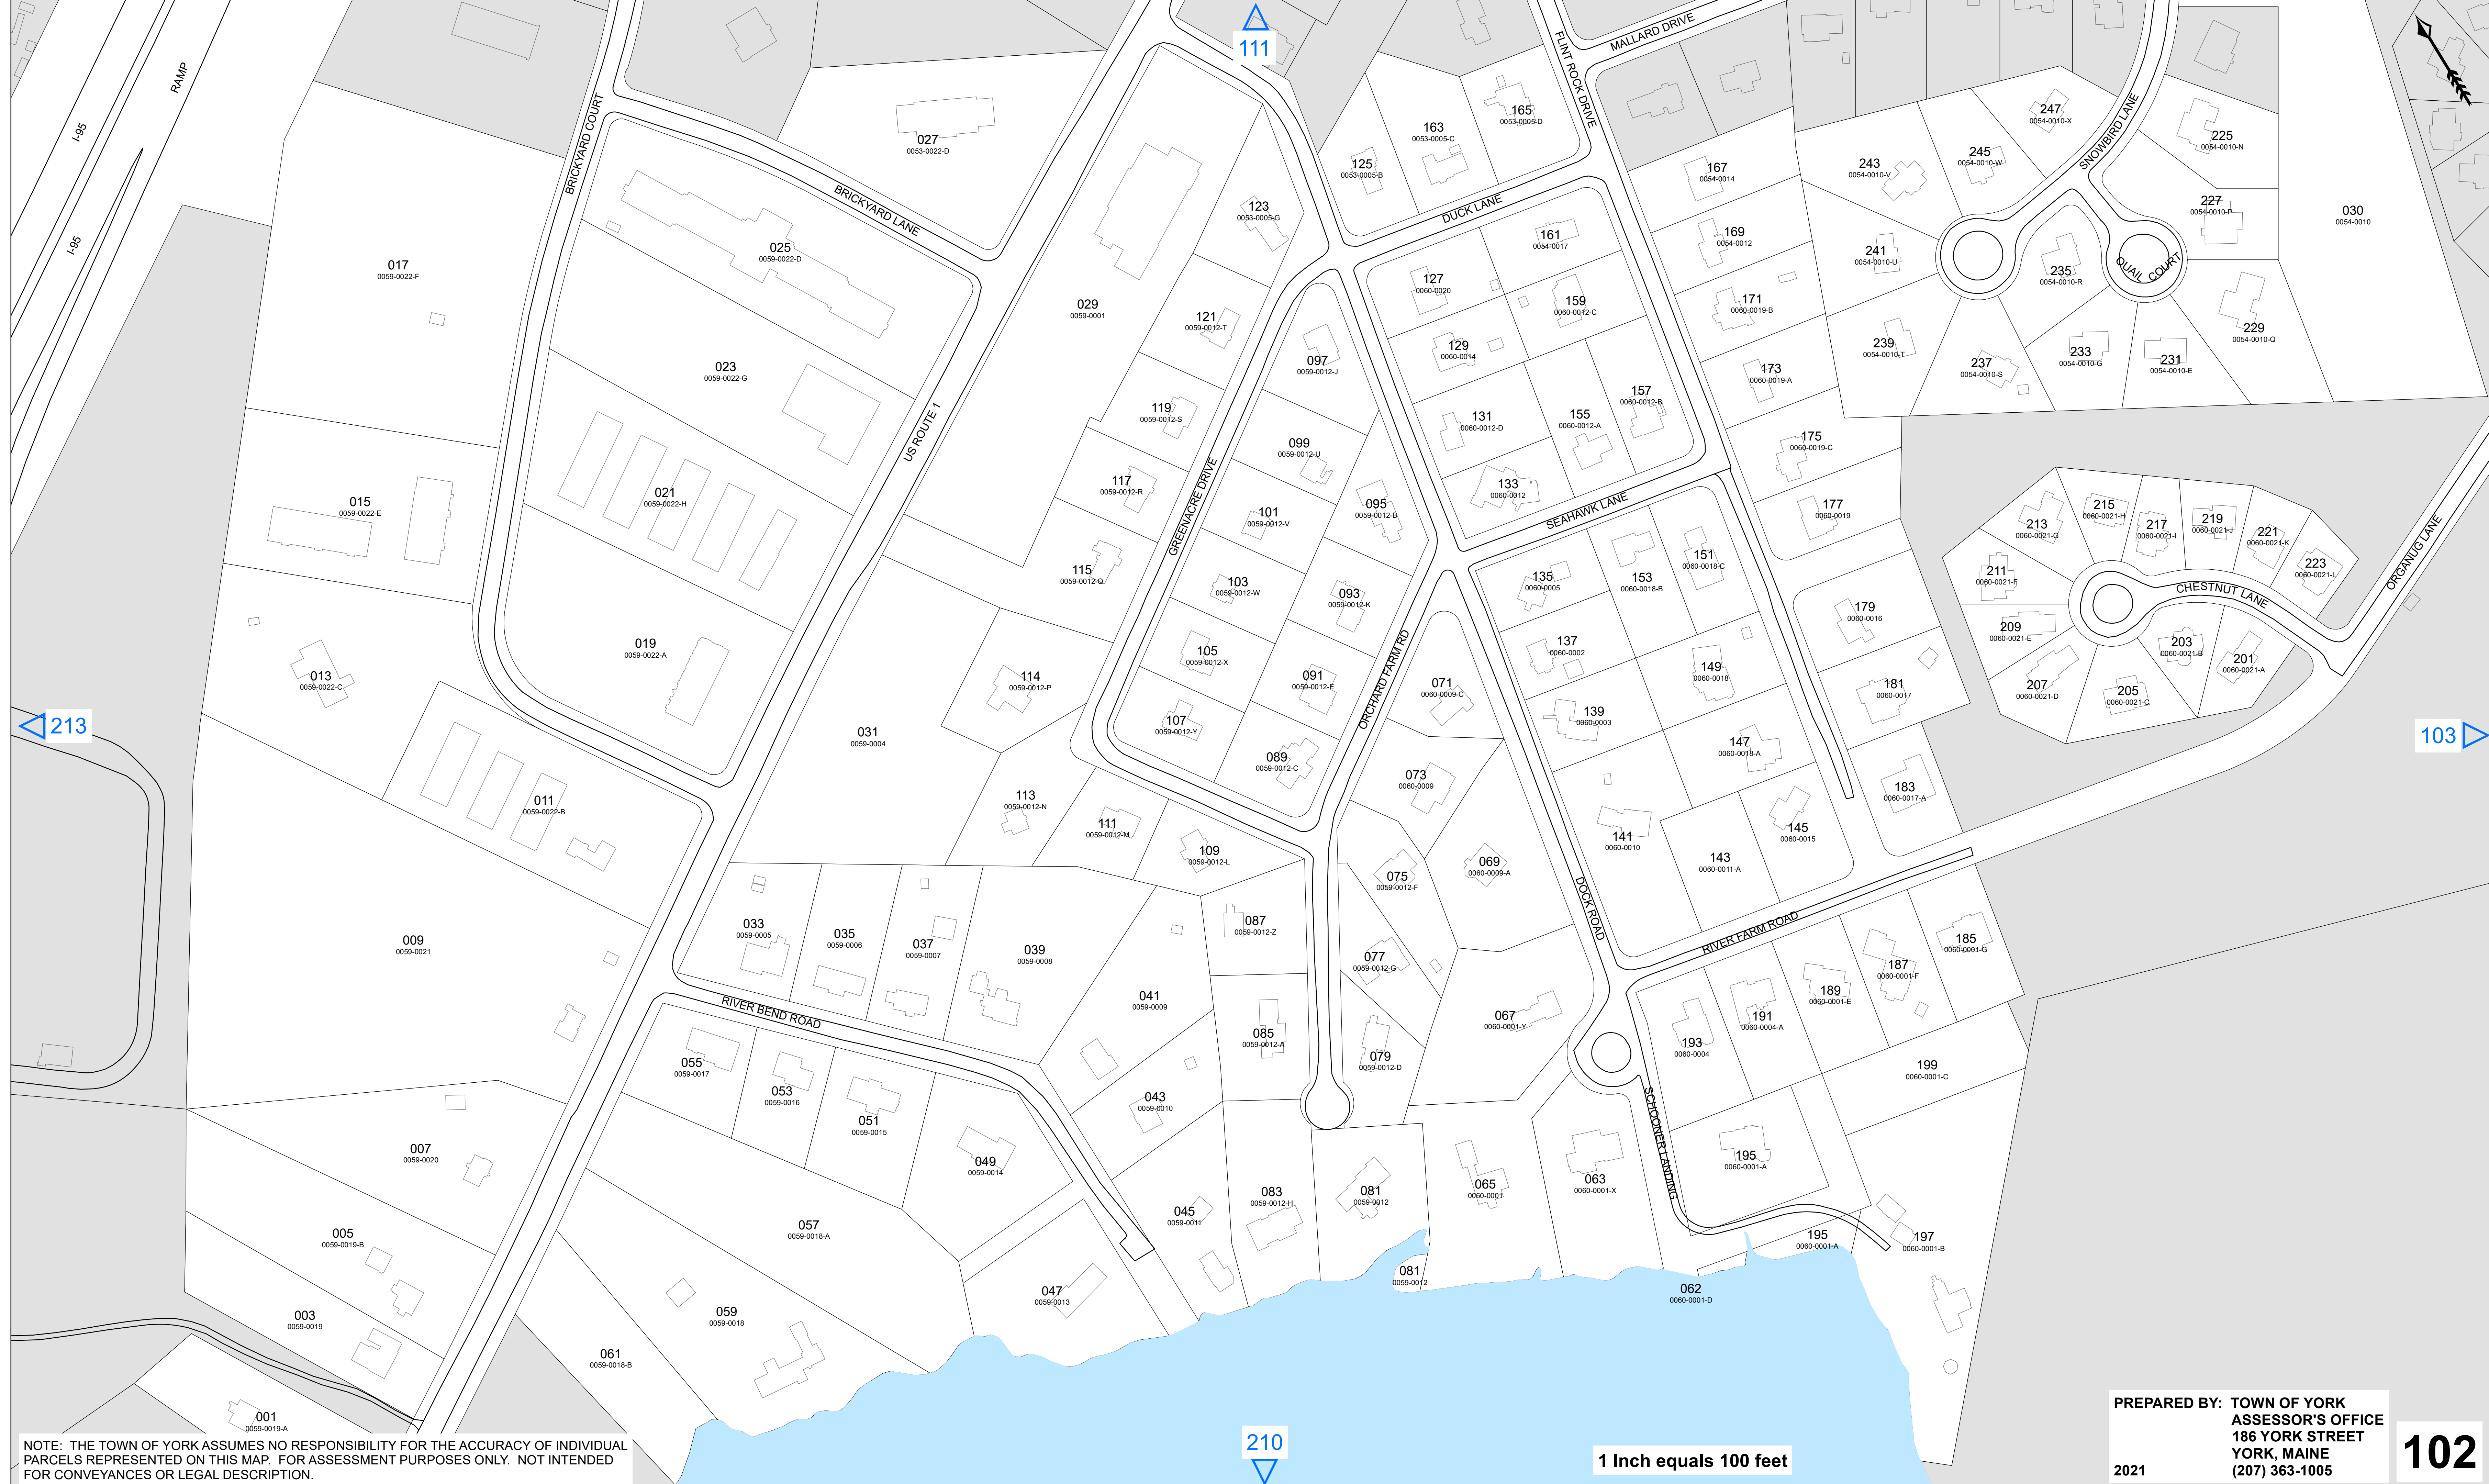 111
I-95
RAMP
I-95
BRICKYARD COURT
BRICKYARD LANE
US ROUTE 1
GREENACRE DRIVE
ORCHARD FARM RD
DUCK LANE
FLINT ROCK DRIVE
MALLARD DRIVE
SNOWBIRD LANE
QUAIL COURT
SEAHAWK LANE
DOCK ROAD
RIVER FARM ROAD
SCHOONER LANDING
RIVER BEND ROAD
CHESTNUT LANE
ORGANUG LANE
213
103
210
027
0053-0022-D
017
0059-0022-F
025
0059-0022-D
023
0059-0022-G
021
0059-0022-H
019
0059-0022-A
015
0059-0022-E
013
0059-0022-C
011
0059-0022-B
009
0059-0021
007
0059-0020
005
0059-0019-B
003
0059-0019
001
0059-0019-A
029
0059-0001
031
0059-0004
033
0059-0005
035
0059-0006
037
0059-0007
039
0059-0008
041
0059-0009
043
0059-0010
045
0059-0011
047
0059-0013
049
0059-0014
051
0059-0015
053
0059-0016
055
0059-0017
057
0059-0018-A
059
0059-0018
061
0059-0018-B
062
0060-0001-D
063
0060-0001-X
065
0060-0001
067
0060-0001-Y
069
0060-0009-A
071
0060-0009-C
073
0060-0009
075
0059-0012-F
077
0059-0012-G
079
0059-0012-D
081
0059-0012
081
0059-0012
083
0059-0012-H
085
0059-0012-A
087
0059-0012-Z
089
0059-0012-C
091
0059-0012-E
093
0059-0012-K
095
0059-0012-B
097
0059-0012-J
099
0059-0012-U
101
0059-0012-V
103
0059-0012-W
105
0059-0012-X
107
0059-0012-Y
109
0059-0012-L
111
0059-0012-M
113
0059-0012-N
114
0059-0012-P
115
0059-0012-Q
117
0059-0012-R
119
0059-0012-S
121
0059-0012-T
123
0053-0005-G
125
0053-0005-B
163
0053-0005-C
165
0053-0005-D
127
0060-0020
129
0060-0014
131
0060-0012-D
133
0060-0012
135
0060-0005
137
0060-0002
139
0060-0003
141
0060-0010
143
0060-0011-A
145
0060-0015
147
0060-0018-A
149
0060-0018
151
0060-0018-C
153
0060-0018-B
155
0060-0012-A
157
0060-0012-B
159
0060-0012-C
161
0054-0017
167
0054-0014
169
0054-0012
171
0060-0019-B
173
0060-0019-A
175
0060-0019-C
177
0060-0019
179
0060-0016
181
0060-0017
183
0060-0017-A
185
0060-0001-G
187
0060-0001-F
189
0060-0001-E
191
0060-0004-A
193
0060-0004
195
0060-0001-A
195
0060-0001-A
197
0060-0001-B
199
0060-0001-C
201
0060-0021-A
203
0060-0021-B
205
0060-0021-C
207
0060-0021-D
209
0060-0021-E
211
0060-0021-F
213
0060-0021-G
215
0060-0021-H
217
0060-0021-I
219
0060-0021-J
221
0060-0021-K
223
0060-0021-L
225
0054-0010-N
227
0054-0010-P
229
0054-0010-Q
030
0054-0010
231
0054-0010-E
233
0054-0010-G
235
0054-0010-R
237
0054-0010-S
239
0054-0010-T
241
0054-0010-U
243
0054-0010-V
245
0054-0010-W
247
0054-0010-X
NOTE: THE TOWN OF YORK ASSUMES NO RESPONSIBILITY FOR THE ACCURACY OF INDIVIDUAL
PARCELS REPRESENTED ON THIS MAP. FOR ASSESSMENT PURPOSES ONLY. NOT INTENDED
FOR CONVEYANCES OR LEGAL DESCRIPTION.
1 Inch equals 100 feet
PREPARED BY: TOWN OF YORK
ASSESSOR'S OFFICE
186 YORK STREET
YORK, MAINE
2021 (207) 363-1005
102